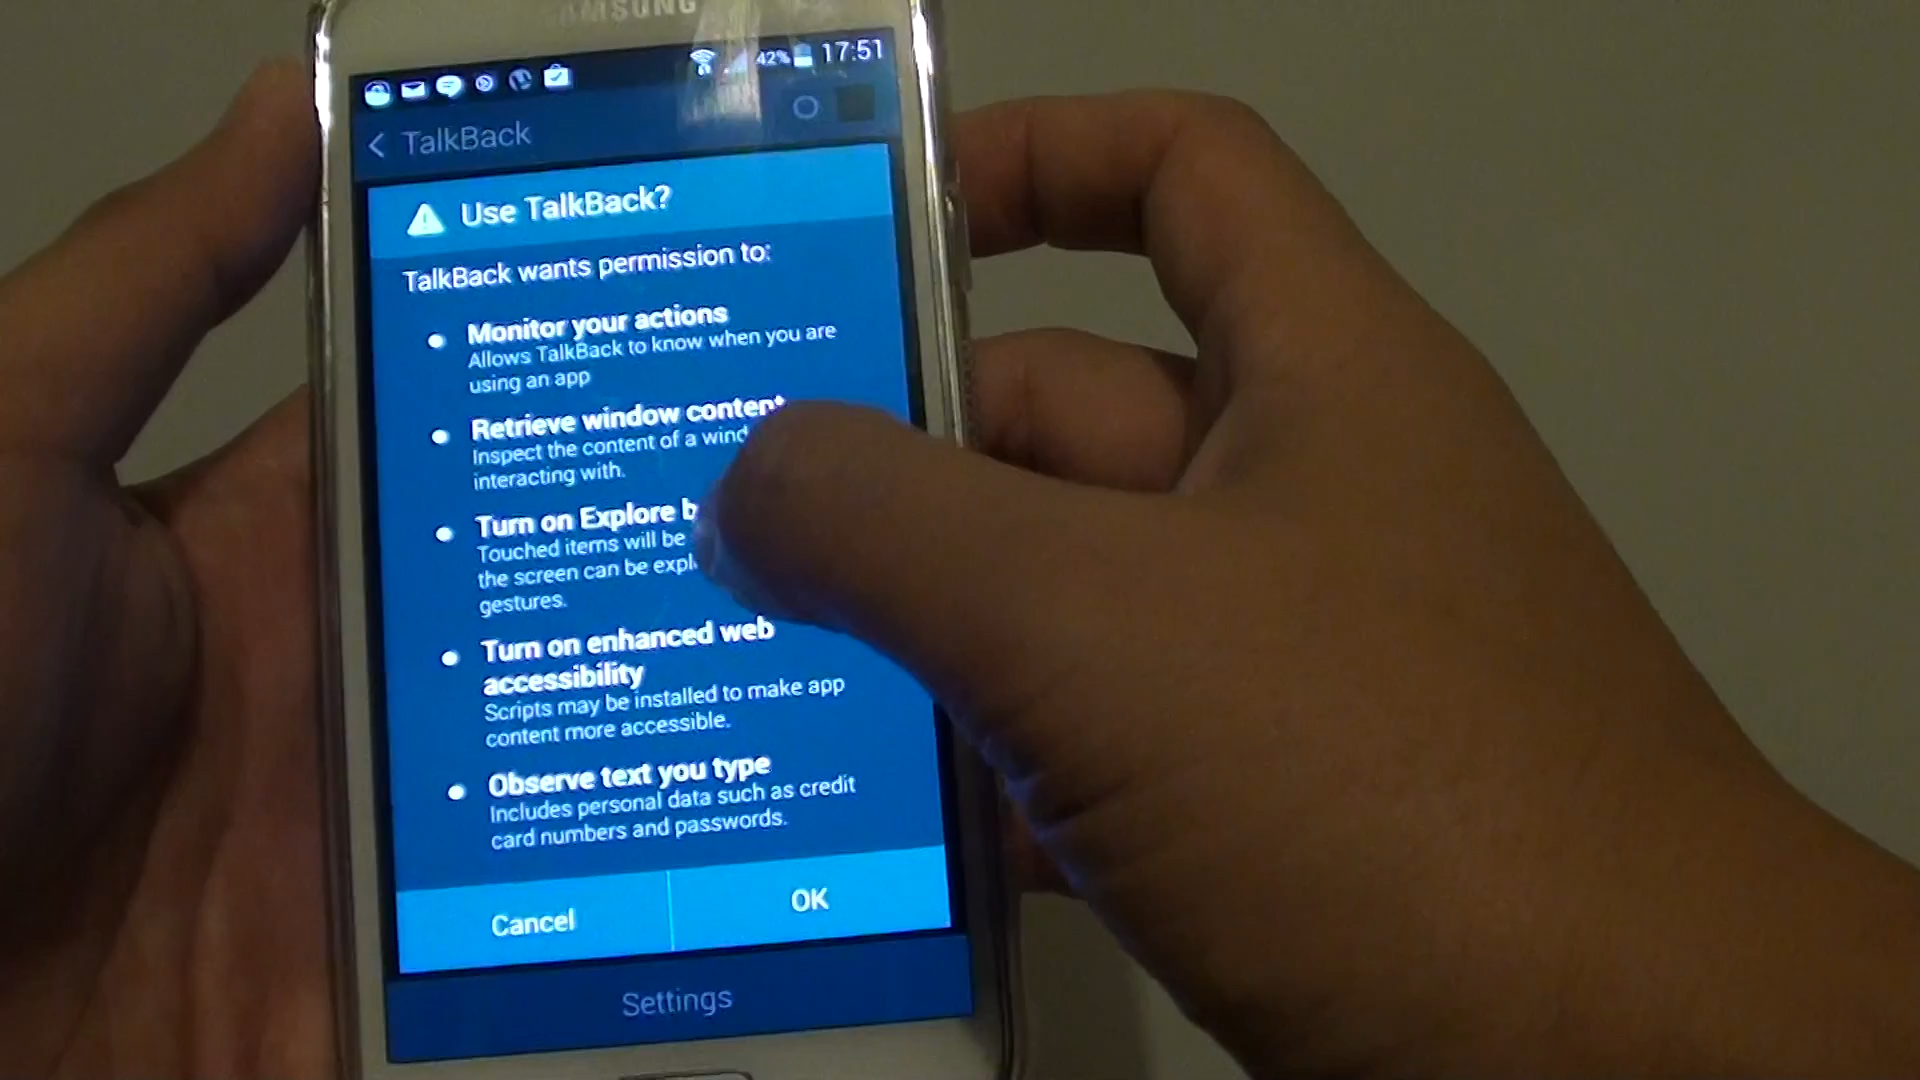 SAMSUNG
42% 17:51
TalkBack
Use TalkBack?
TalkBack wants permission to:
Monitor your actions
Allows TalkBack to know when you are
using an app
Retrieve window content
Inspect the content of a
interacting with.
Turn on Explore
Touched items will be
the screen can be
gestures.
Turn on enhanced web
accessibility
Scripts may be installed to make app
content more accessible.
Observe text you type
Includes personal data such as credit
card numbers and passwords.
Cancel
OK
Settings